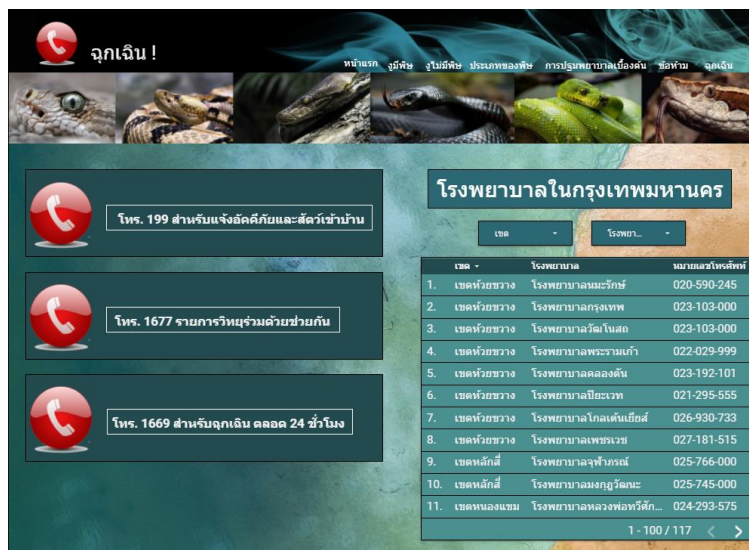 ฉุกเฉิน !
หน้าแรก งูมีพิษ งูไม่มีพิษ ประเภทของพิษ การปฐมพยาบาลเบื้องต้น ข้อห้าม ฉุกเฉิน
โทร. 199 สำหรับแจ้งอัคคีภัยและสัตว์เข้าบ้าน
โทร. 1677 รายการวิทยุร่วมด้วยช่วยกัน
โทร. 1669 สำหรับฉุกเฉิน ตลอด 24 ชั่วโมง
โรงพยาบาลในกรุงเทพมหานคร
เขต โรงพยา...
เขต โรงพยาบาล หมายเลขโทรศัพท์
1. เขตห้วยขวาง โรงพยาบาลนมะรักษ์ 020-590-245
2. เขตห้วยขวาง โรงพยาบาลกรุงเทพ 023-103-000
3. เขตห้วยขวาง โรงพยาบาลวัฒโนสถ 023-103-000
4. เขตห้วยขวาง โรงพยาบาลพระรามเก้า 022-029-999
5. เขตห้วยขวาง โรงพยาบาลคลองตัน 023-192-101
6. เขตห้วยขวาง โรงพยาบาลปิยะเวท 021-295-555
7. เขตห้วยขวาง โรงพยาบาลโกลเด้นเยียส์ 026-930-733
8. เขตห้วยขวาง โรงพยาบาลเพชรเวช 027-181-515
9. เขตหลักสี่ โรงพยาบาลจุฬาภรณ์ 025-766-000
10. เขตหลักสี่ โรงพยาบาลมงกุฎวัฒนะ 025-745-000
11. เขตหนองแขม โรงพยาบาลหลวงพ่อทวีศัก... 024-293-575
1 - 100 / 117 < >